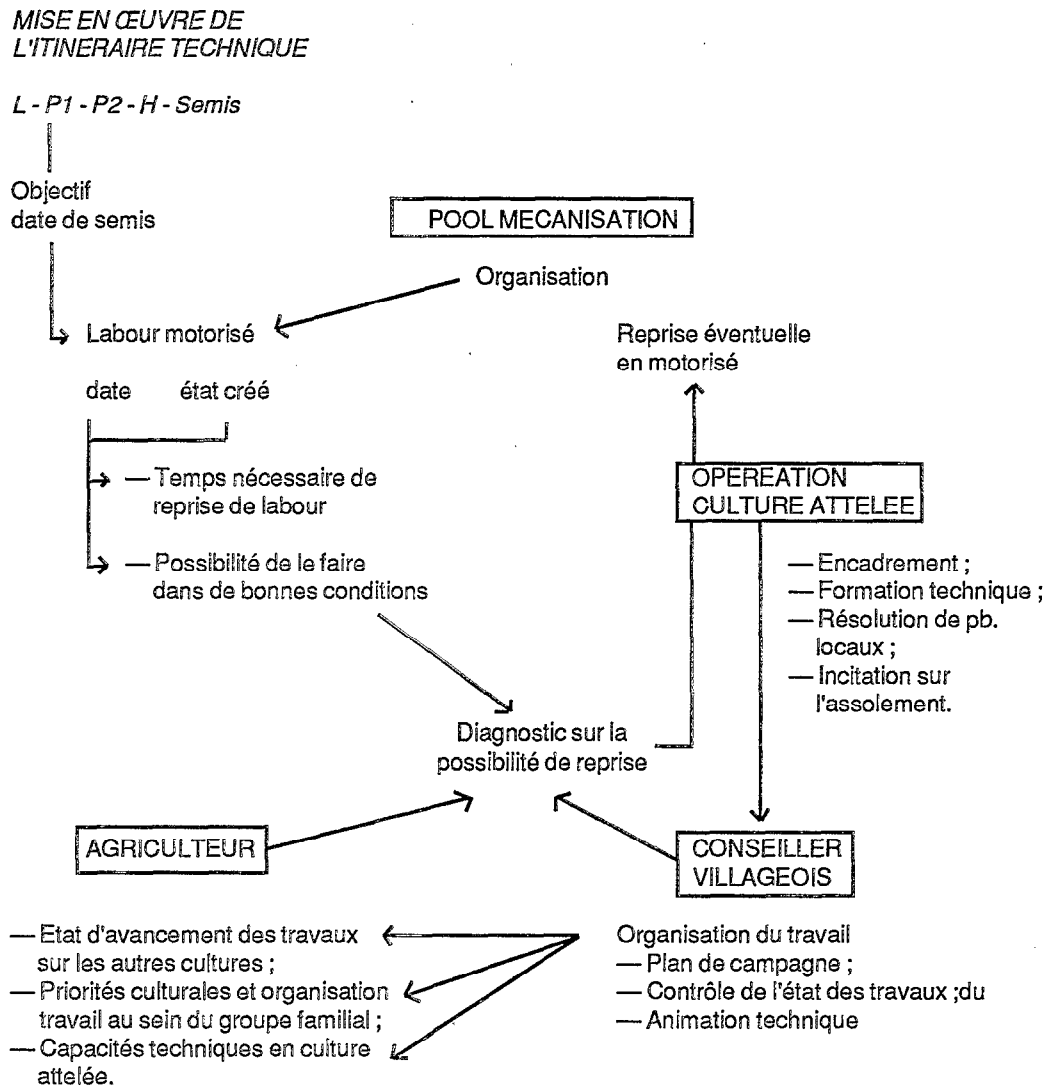 MISE EN ŒUVRE DE
L'ITINERAIRE TECHNIQUE
L - P1 - P2 - H - Semis
Objectif
date de semis
POOL MECANISATION
Organisation
Labour motorisé
Reprise éventuelle
en motorisé
date état créé
OPEREATION
CULTURE ATTELEE
— Temps nécessaire de
reprise de labour
— Possibilité de le faire
dans de bonnes conditions
— Encadrement ;
— Formation technique ;
— Résolution de pb.
locaux ;
— Incitation sur
l'assolement.
Diagnostic sur la
possibilité de reprise
AGRICULTEUR
CONSEILLER
VILLAGEOIS
— Etat d'avancement des travaux
sur les autres cultures ;
— Priorités culturales et organisation
travail au sein du groupe familial ;
— Capacités techniques en culture
attelée.
Organisation du travail
— Plan de campagne ;
— Contrôle de l'état des travaux ;du
— Animation technique